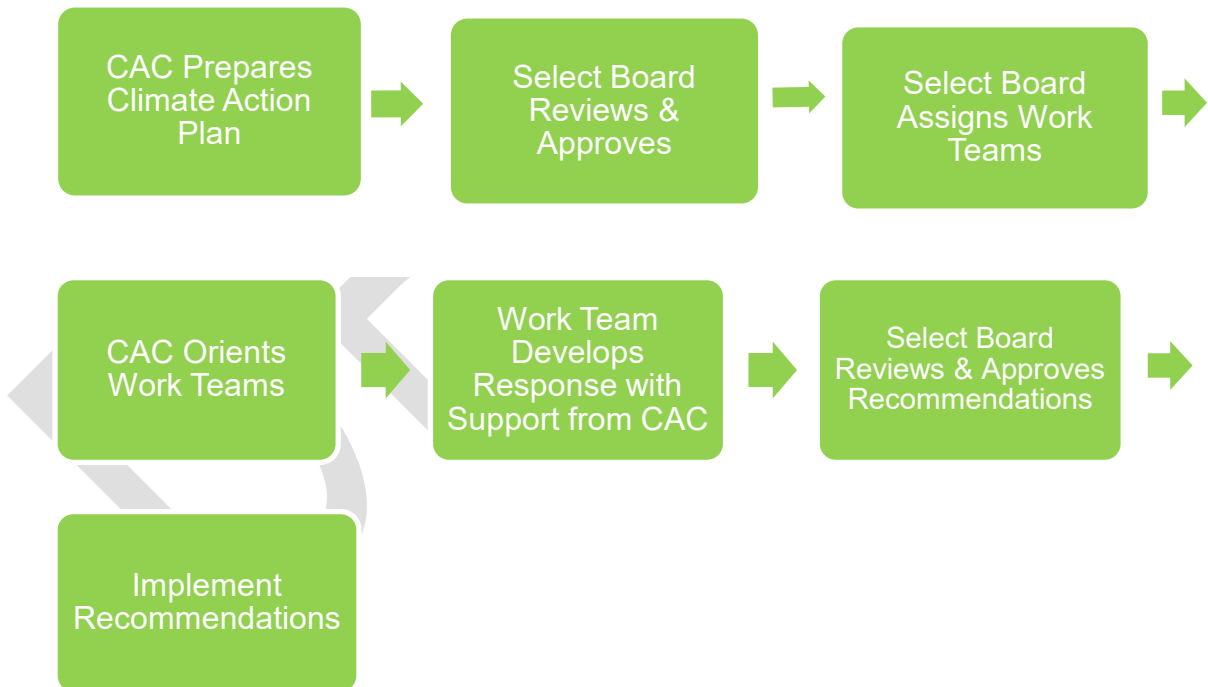 CAC Prepares
Climate Action
Plan
Select Board
Reviews &
Approves
Select Board
Assigns Work
Teams
CAC Orients
Work Teams
Work Team
Develops
Response with
Support from CAC
Select Board
Reviews & Approves
Recommendations
Implement
Recommendations